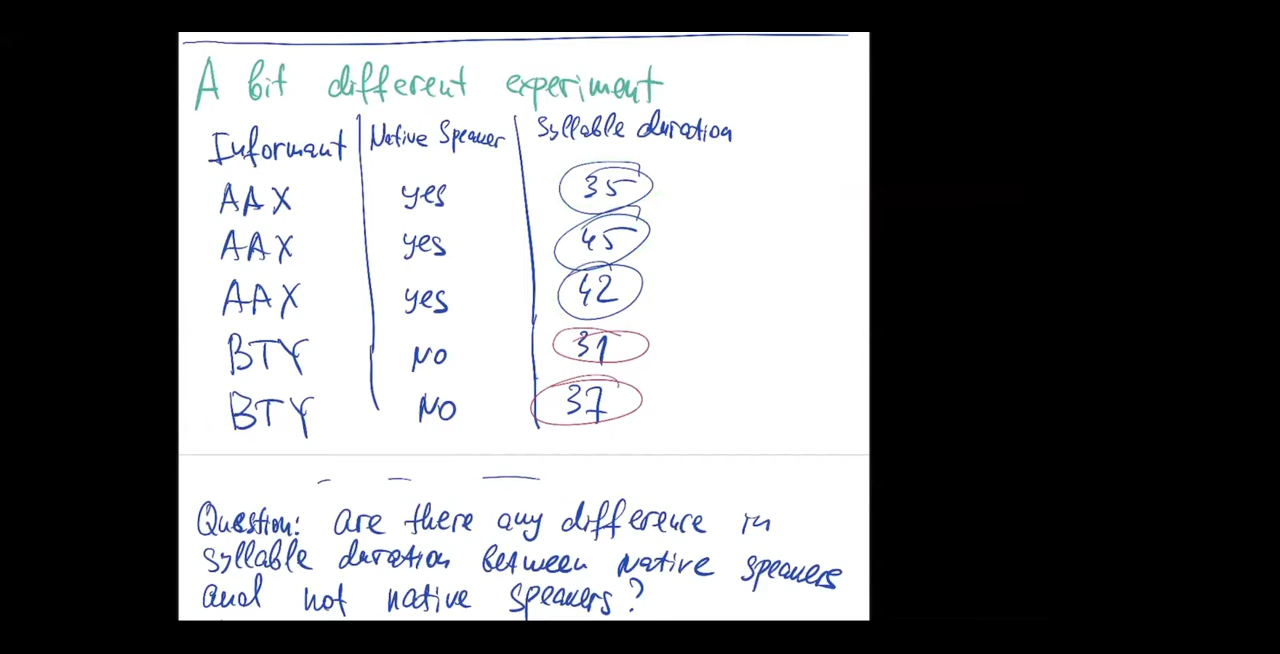 A bit different experiment
Informant Native Speaker Syllable duration
AAX yes 35
AAX yes 45
AAX yes 42
BTY NO 31
BTY NO 37
Question: are there any difference in
syllable duration between native speakers
and not native speakers?